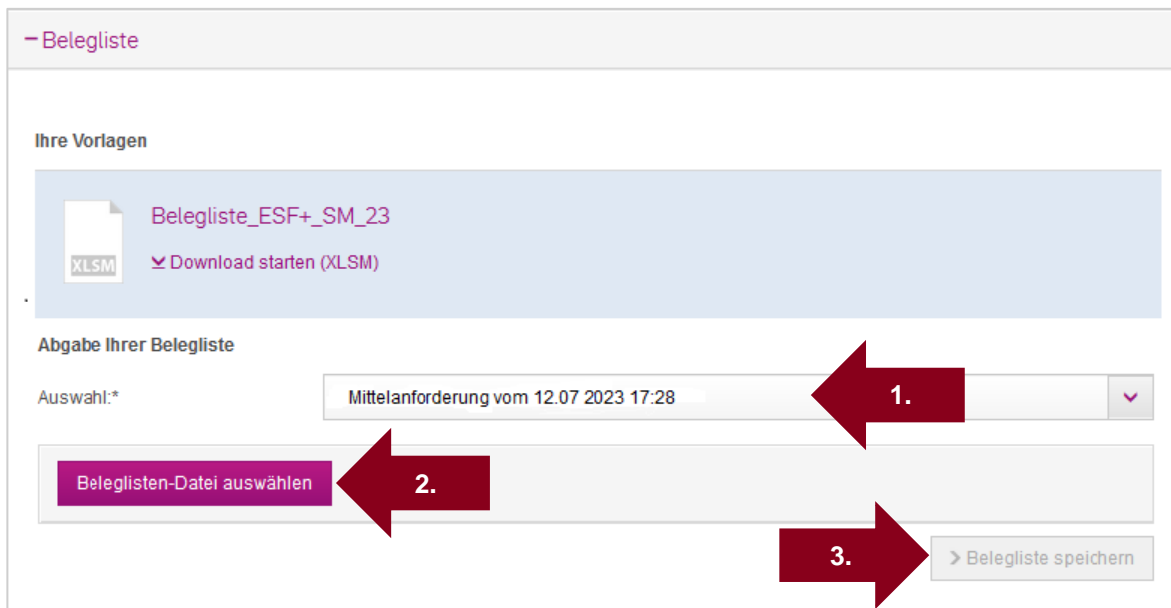 Belegliste
Ihre Vorlagen
Belegliste_ESF+_SM_23
XLSM
Download starten (XLSM)
.
Abgabe Ihrer Belegliste
Auswahl:*
Mittelanforderung vom 12.07 2023 17:28
1.
Beleglisten-Datei auswählen
2.
3.
Belegliste speichern